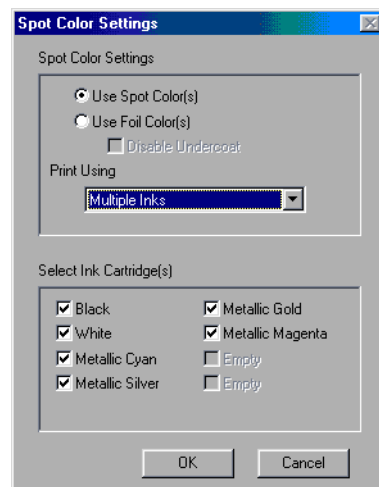 Spot Color Settings
Spot Color Settings
Use Spot Color(s)
Use Foil Color(s)
Disable Undercoat
Print Using
Multiple Inks
Select Ink Cartridge(s)
Black
Metallic Gold
White
Metallic Magenta
Metallic Cyan
Empty
Metallic Silver
Empty
OK
Cancel